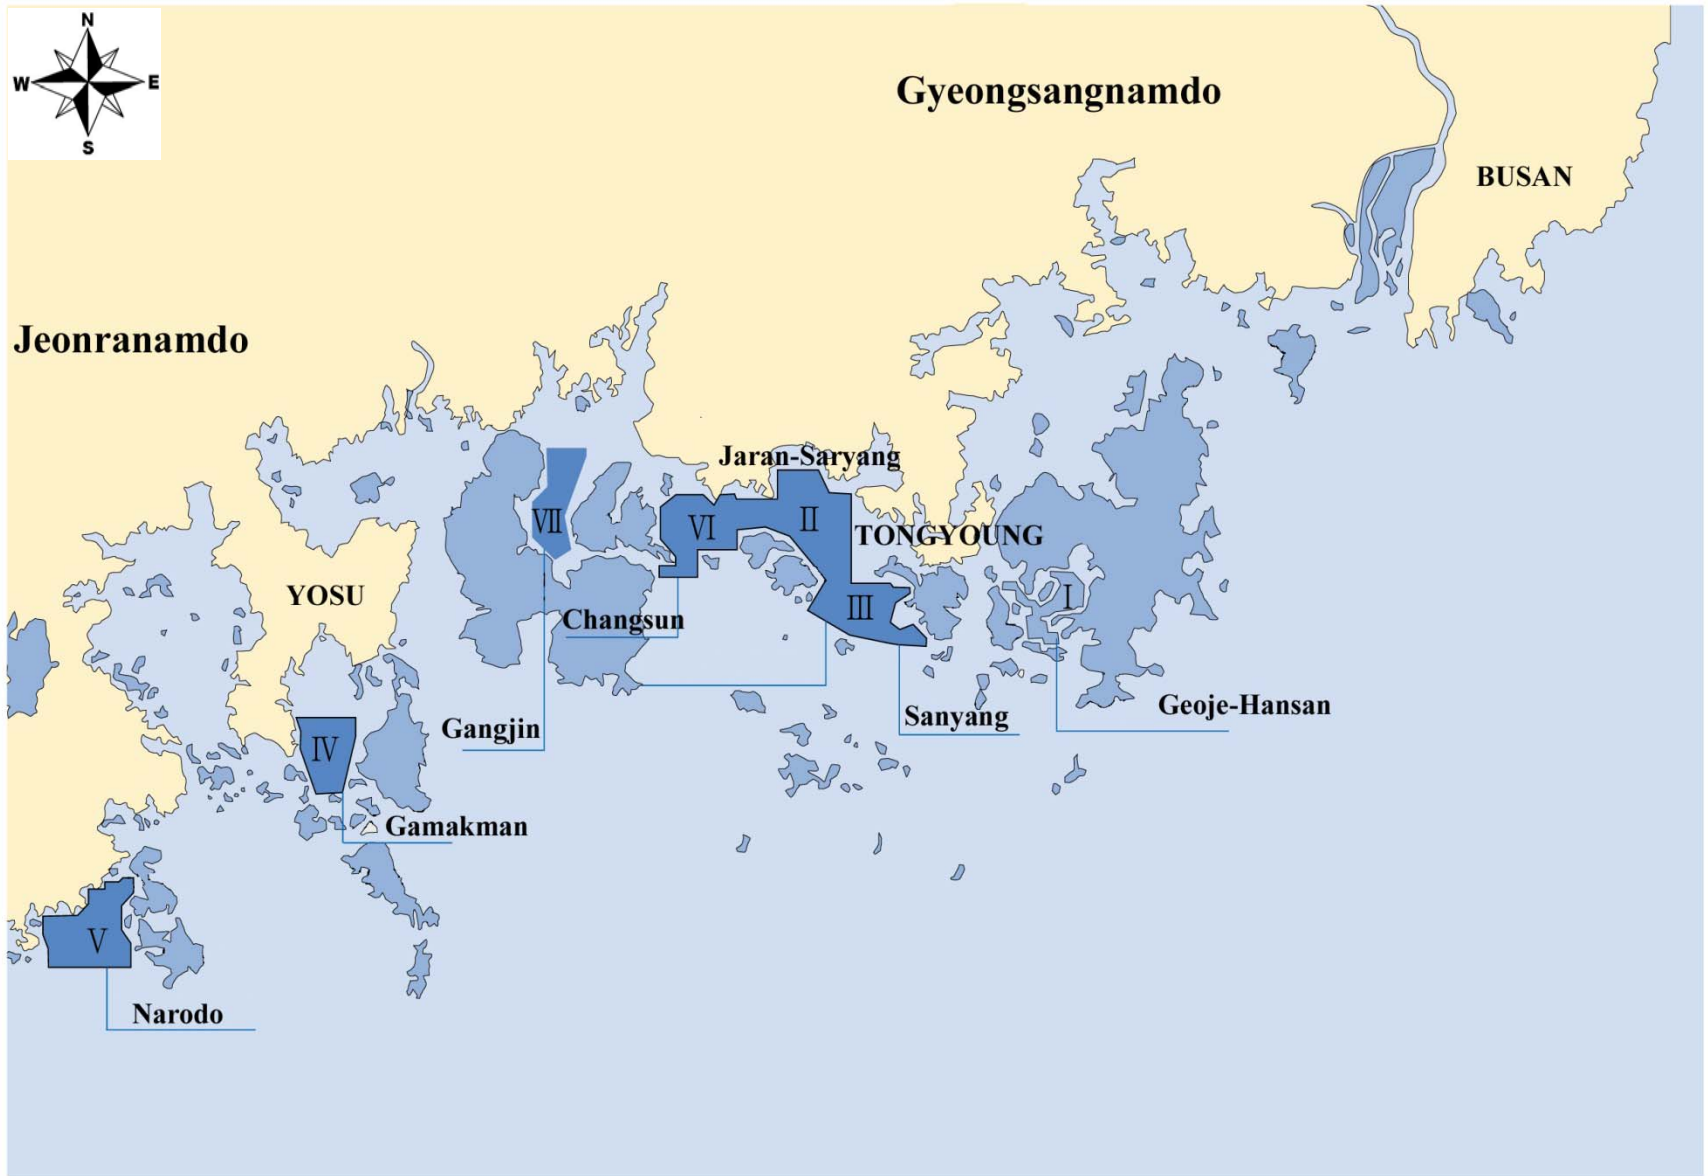 N
W E
S
Gyeongsangnamdo
BUSAN
Jeonranamdo
Jaran-Saryang
VII
VI
II
TONGYOUNG
YOSU
III
I
Changsun
Gangjin
Sanyang
Geoje-Hansan
IV
Gamakman
V
Narodo